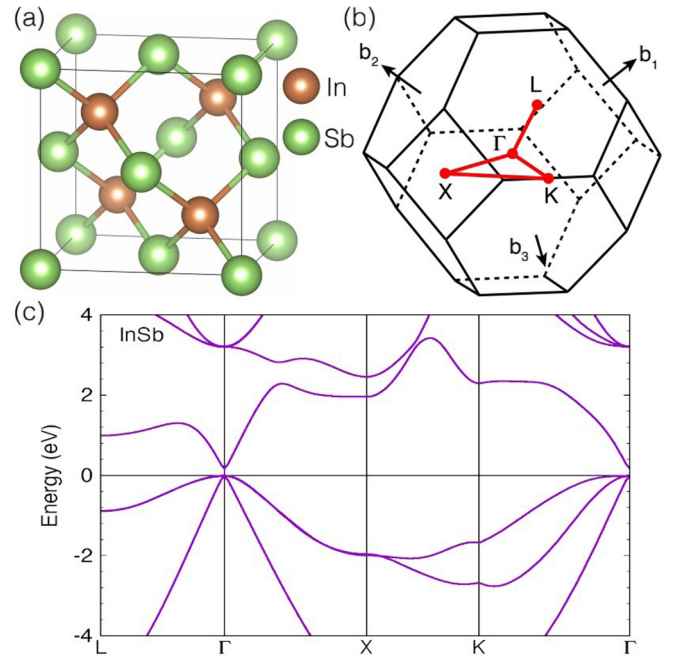 (a)
In
Sb
(b)
b₂
b₁
L
Γ
X
K
b₃
(c)
InSb
Energy (eV)
4
2
0
-2
-4
L
Γ
X
K
Γ